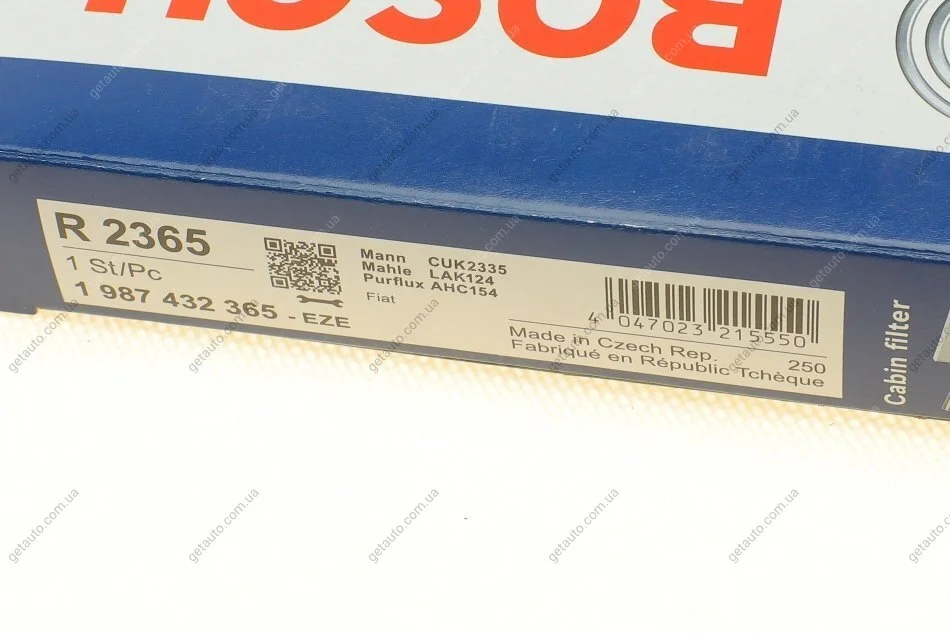 BOSCH
R 2365
1 St/Pc
1 987 432 365 - EZE
Mann CUK2335
Mahle LAK124
Purflux AHC154
Fiat
4 047023 215550
Made in Czech Rep. 250
Fabriqué en Républic Tchèque
Cabin filter
getauto.com.ua